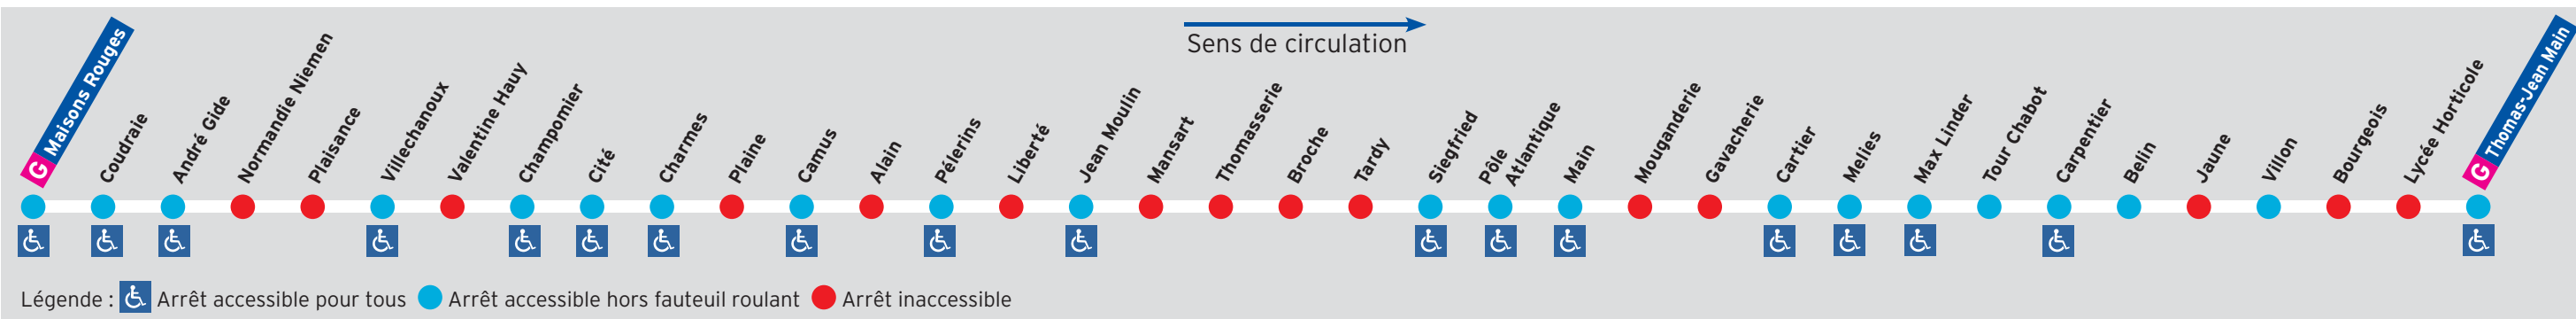 Sens de circulation
G Maisons Rouges
Coudraie
André Gide
Normandie Niemen
Plaisance
Villechanoux
Valentine Hauy
Champomier
Cité
Charmes
Plaine
Camus
Alain
Pélerins
Liberté
Jean Moulin
Mansart
Thomasserie
Broche
Tardy
Siegfried
Pôle
Atlantique
Main
Mouganderie
Gavacherie
Cartier
Melies
Max Linder
Tour Chabot
Carpentier
Belin
Jaune
Villon
Bourgeois
Lycée Horticole
G Thomas-Jean Main
Légende : Arrêt accessible pour tous Arrêt accessible hors fauteuil roulant Arrêt inaccessible